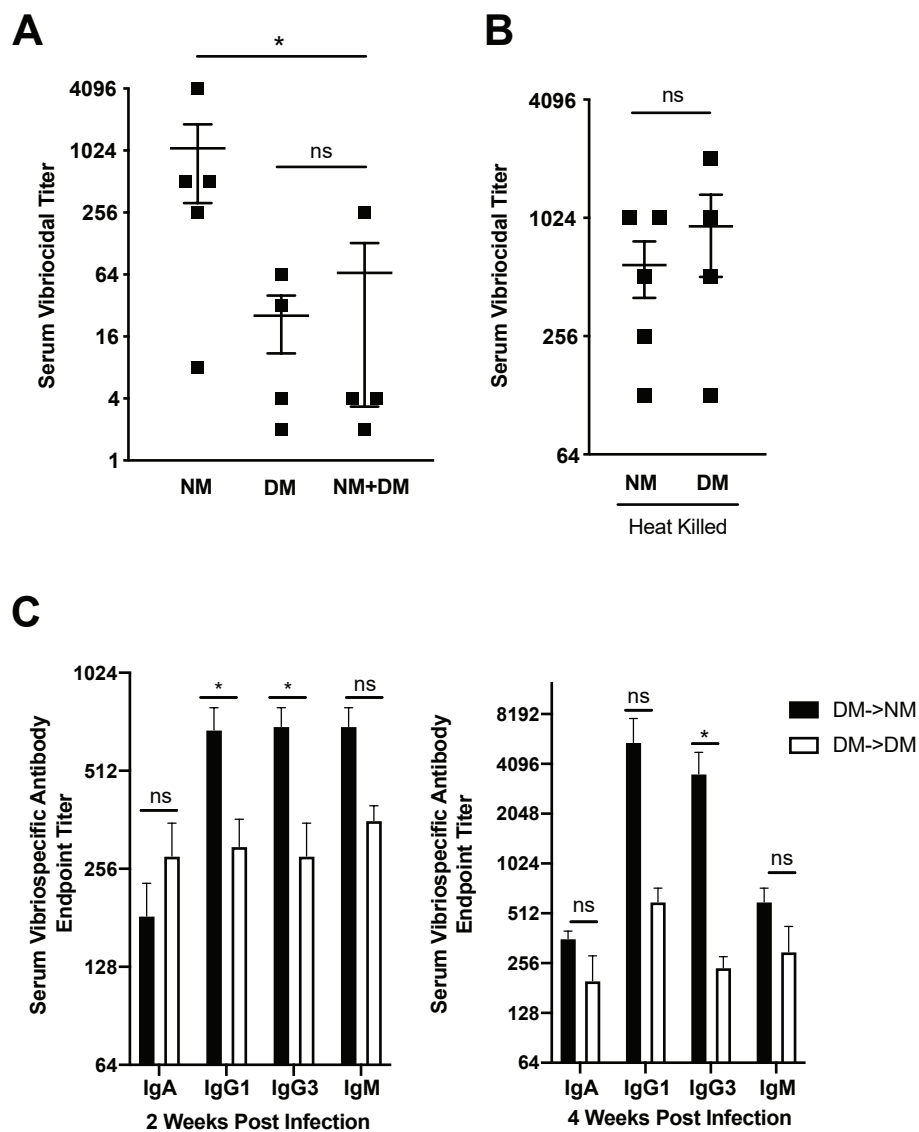 A
*
ns
Serum Vibriocidal Titer
4096
1024
256
64
16
4
1
NM DM NM+DM
B
ns
Serum Vibriocidal Titer
4096
1024
256
64
NM DM
Heat Killed
C
Serum Vibriospecific Antibody
Endpoint Titer
1024
512
256
128
64
ns * * ns
IgA IgG1 IgG3 IgM
2 Weeks Post Infection
Serum Vibriospecific Antibody
Endpoint Titer
8192
4096
2048
1024
512
256
128
64
ns ns * ns
IgA IgG1 IgG3 IgM
4 Weeks Post Infection
DM->NM
DM->DM